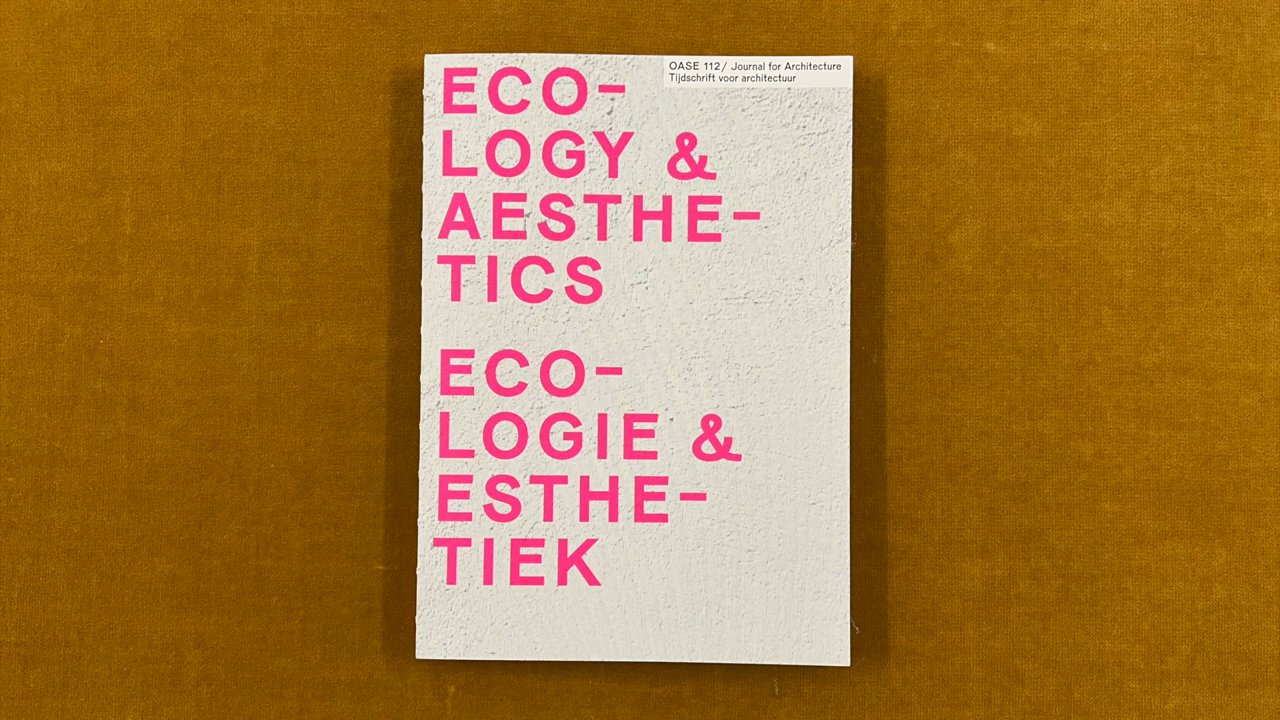 OASE 112/ Journal for Architecture
Tijdschrift voor architectuur
ECO-
LOGY &
AESTHE-
TICS
ECO-
LOGIE &
ESTHE-
TIEK